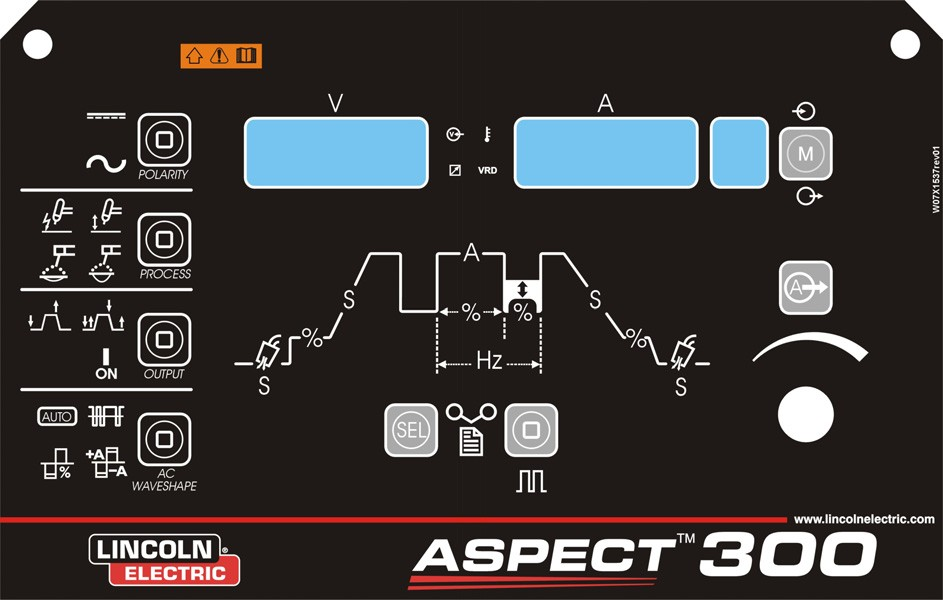 V
A
V
VRD
M
W07X1537rev01
POLARITY
PROCESS
A
S
S
A
% %
% %
Hz
S
S
ON
OUTPUT
AUTO
SEL
%
+A
-A
AC
WAVESHAPE
www.lincolnelectric.com
LINCOLN®
ELECTRIC
ASPECT™ 300